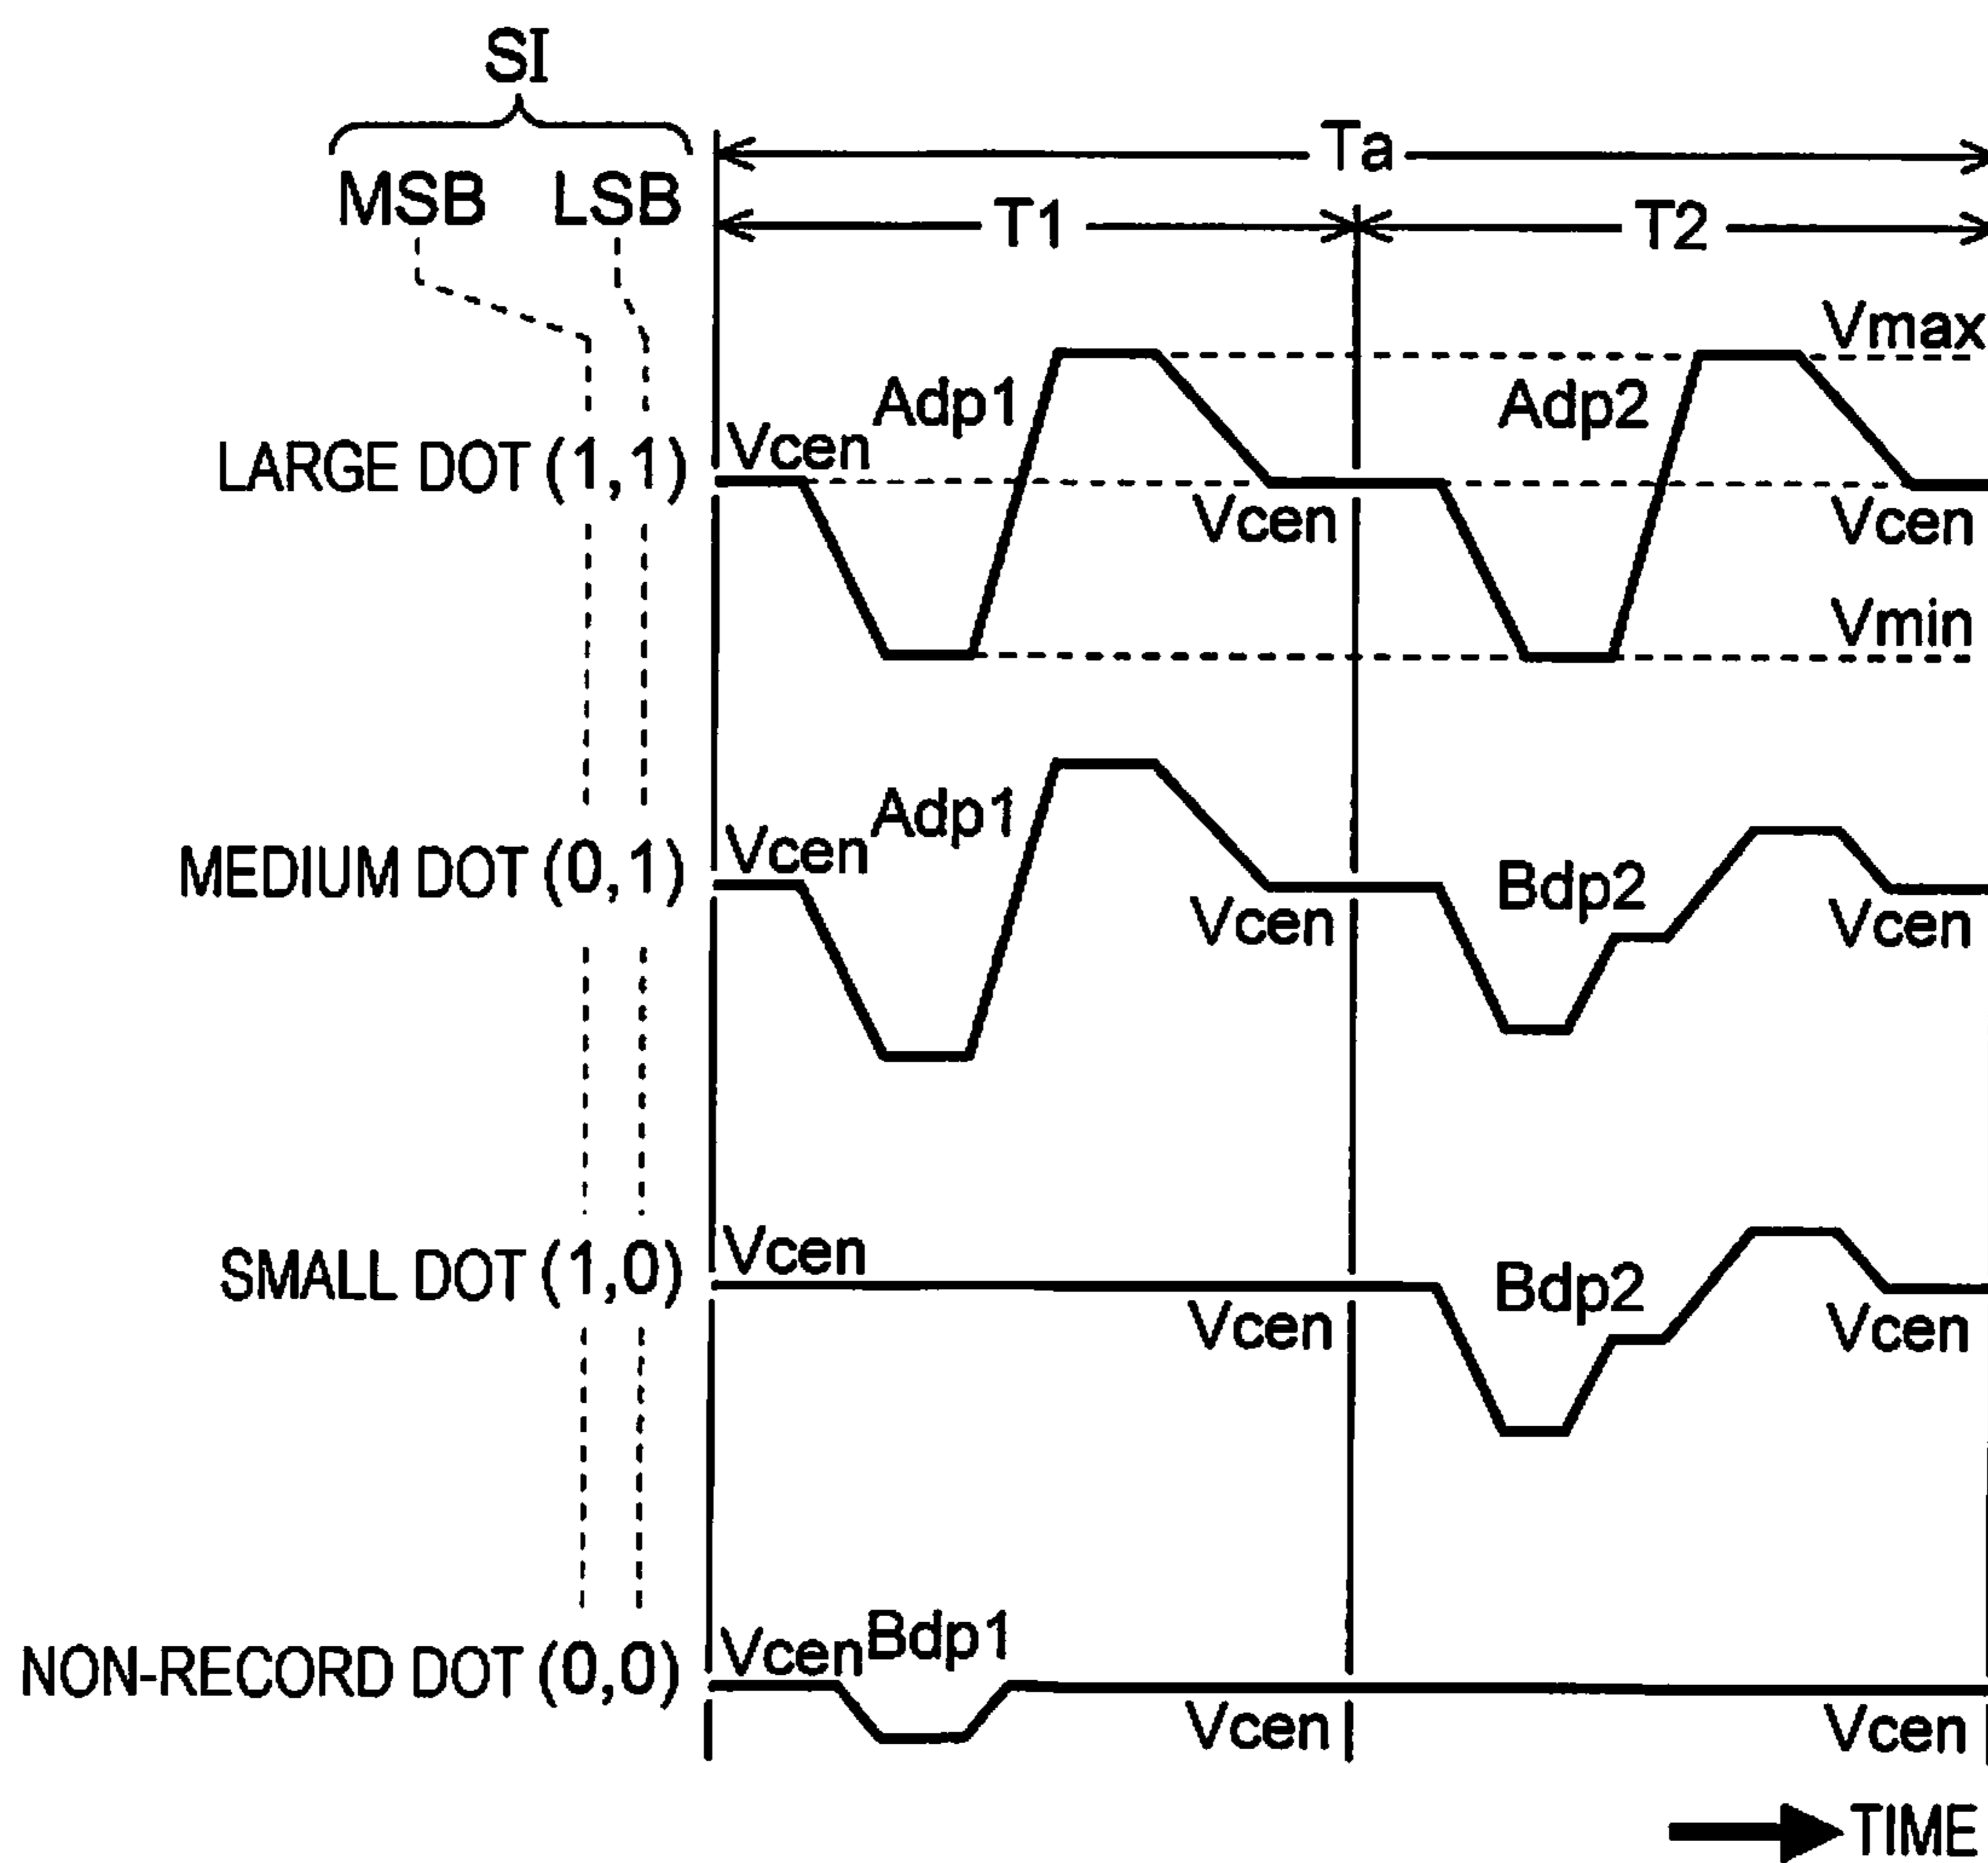 SI
Ta
MSB LSB
T1 T2
Vmax
Adp1 Adp2
Vcen
LARGE DOT (1,1)
Vcen Vcen
Vmin
Adp1
Vcen
MEDIUM DOT (0,1)
Bdp2
Vcen Vcen
Vcen
SMALL DOT (1,0)
Bdp2
Vcen Vcen
Bdp1
Vcen
NON-RECORD DOT (0,0)
Vcen Vcen
TIME